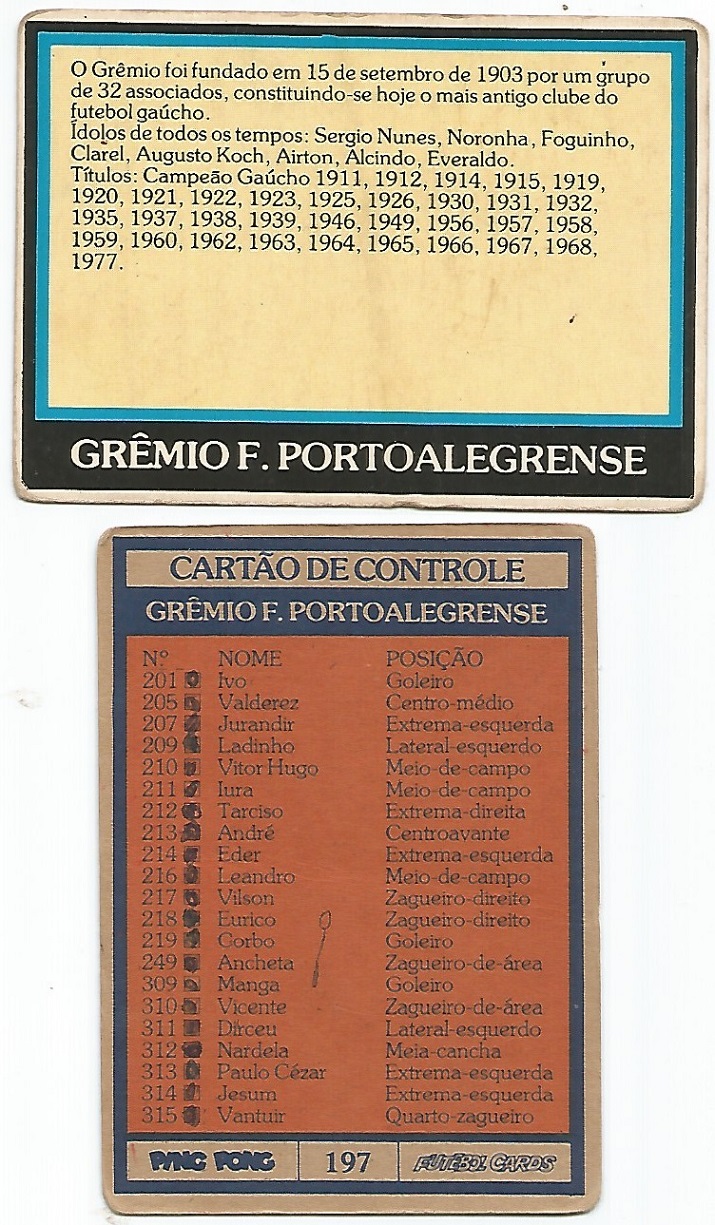 O Grêmio foi fundado em 15 de setembro de 1903 por um grupo
de 32 associados, constituindo-se hoje o mais antigo clube do
futebol gaúcho.
Ídolos de todos os tempos: Sergio Nunes, Noronha, Foguinho,
Clarel, Augusto Koch, Airton, Alcindo, Everaldo.
Títulos: Campeão Gaúcho 1911, 1912, 1914, 1915, 1919,
1920, 1921, 1922, 1923, 1925, 1926, 1930, 1931, 1932,
1935, 1937, 1938, 1939, 1946, 1949, 1956, 1957, 1958,
1959, 1960, 1962, 1963, 1964, 1965, 1966, 1967, 1968,
1977.
GRÊMIO F. PORTOALEGRENSE
CARTÃO DE CONTROLE
GRÊMIO F. PORTOALEGRENSE
Nº NOME POSIÇÃO
201 Ivo Goleiro
205 Valderez Centro-médio
207 Jurandir Extrema-esquerda
209 Ladinho Lateral-esquerdo
210 Vitor Hugo Meio-de-campo
211 Iura Meio-de-campo
212 Tarciso Extrema-direita
213 André Centroavante
214 Eder Extrema-esquerda
216 Leandro Meio-de-campo
217 Vilson Zagueiro-direito
218 Eurico Zagueiro-direito
219 Corbo Goleiro
249 Ancheta Zagueiro-de-área
309 Manga Goleiro
310 Vicente Zagueiro-de-área
311 Dirceu Lateral-esquerdo
312 Nardela Meia-cancha
313 Paulo Cézar Extrema-esquerda
314 Jesum Extrema-esquerda
315 Vantuir Quarto-zagueiro
PING PONG 197 FUTEBOL CARDS